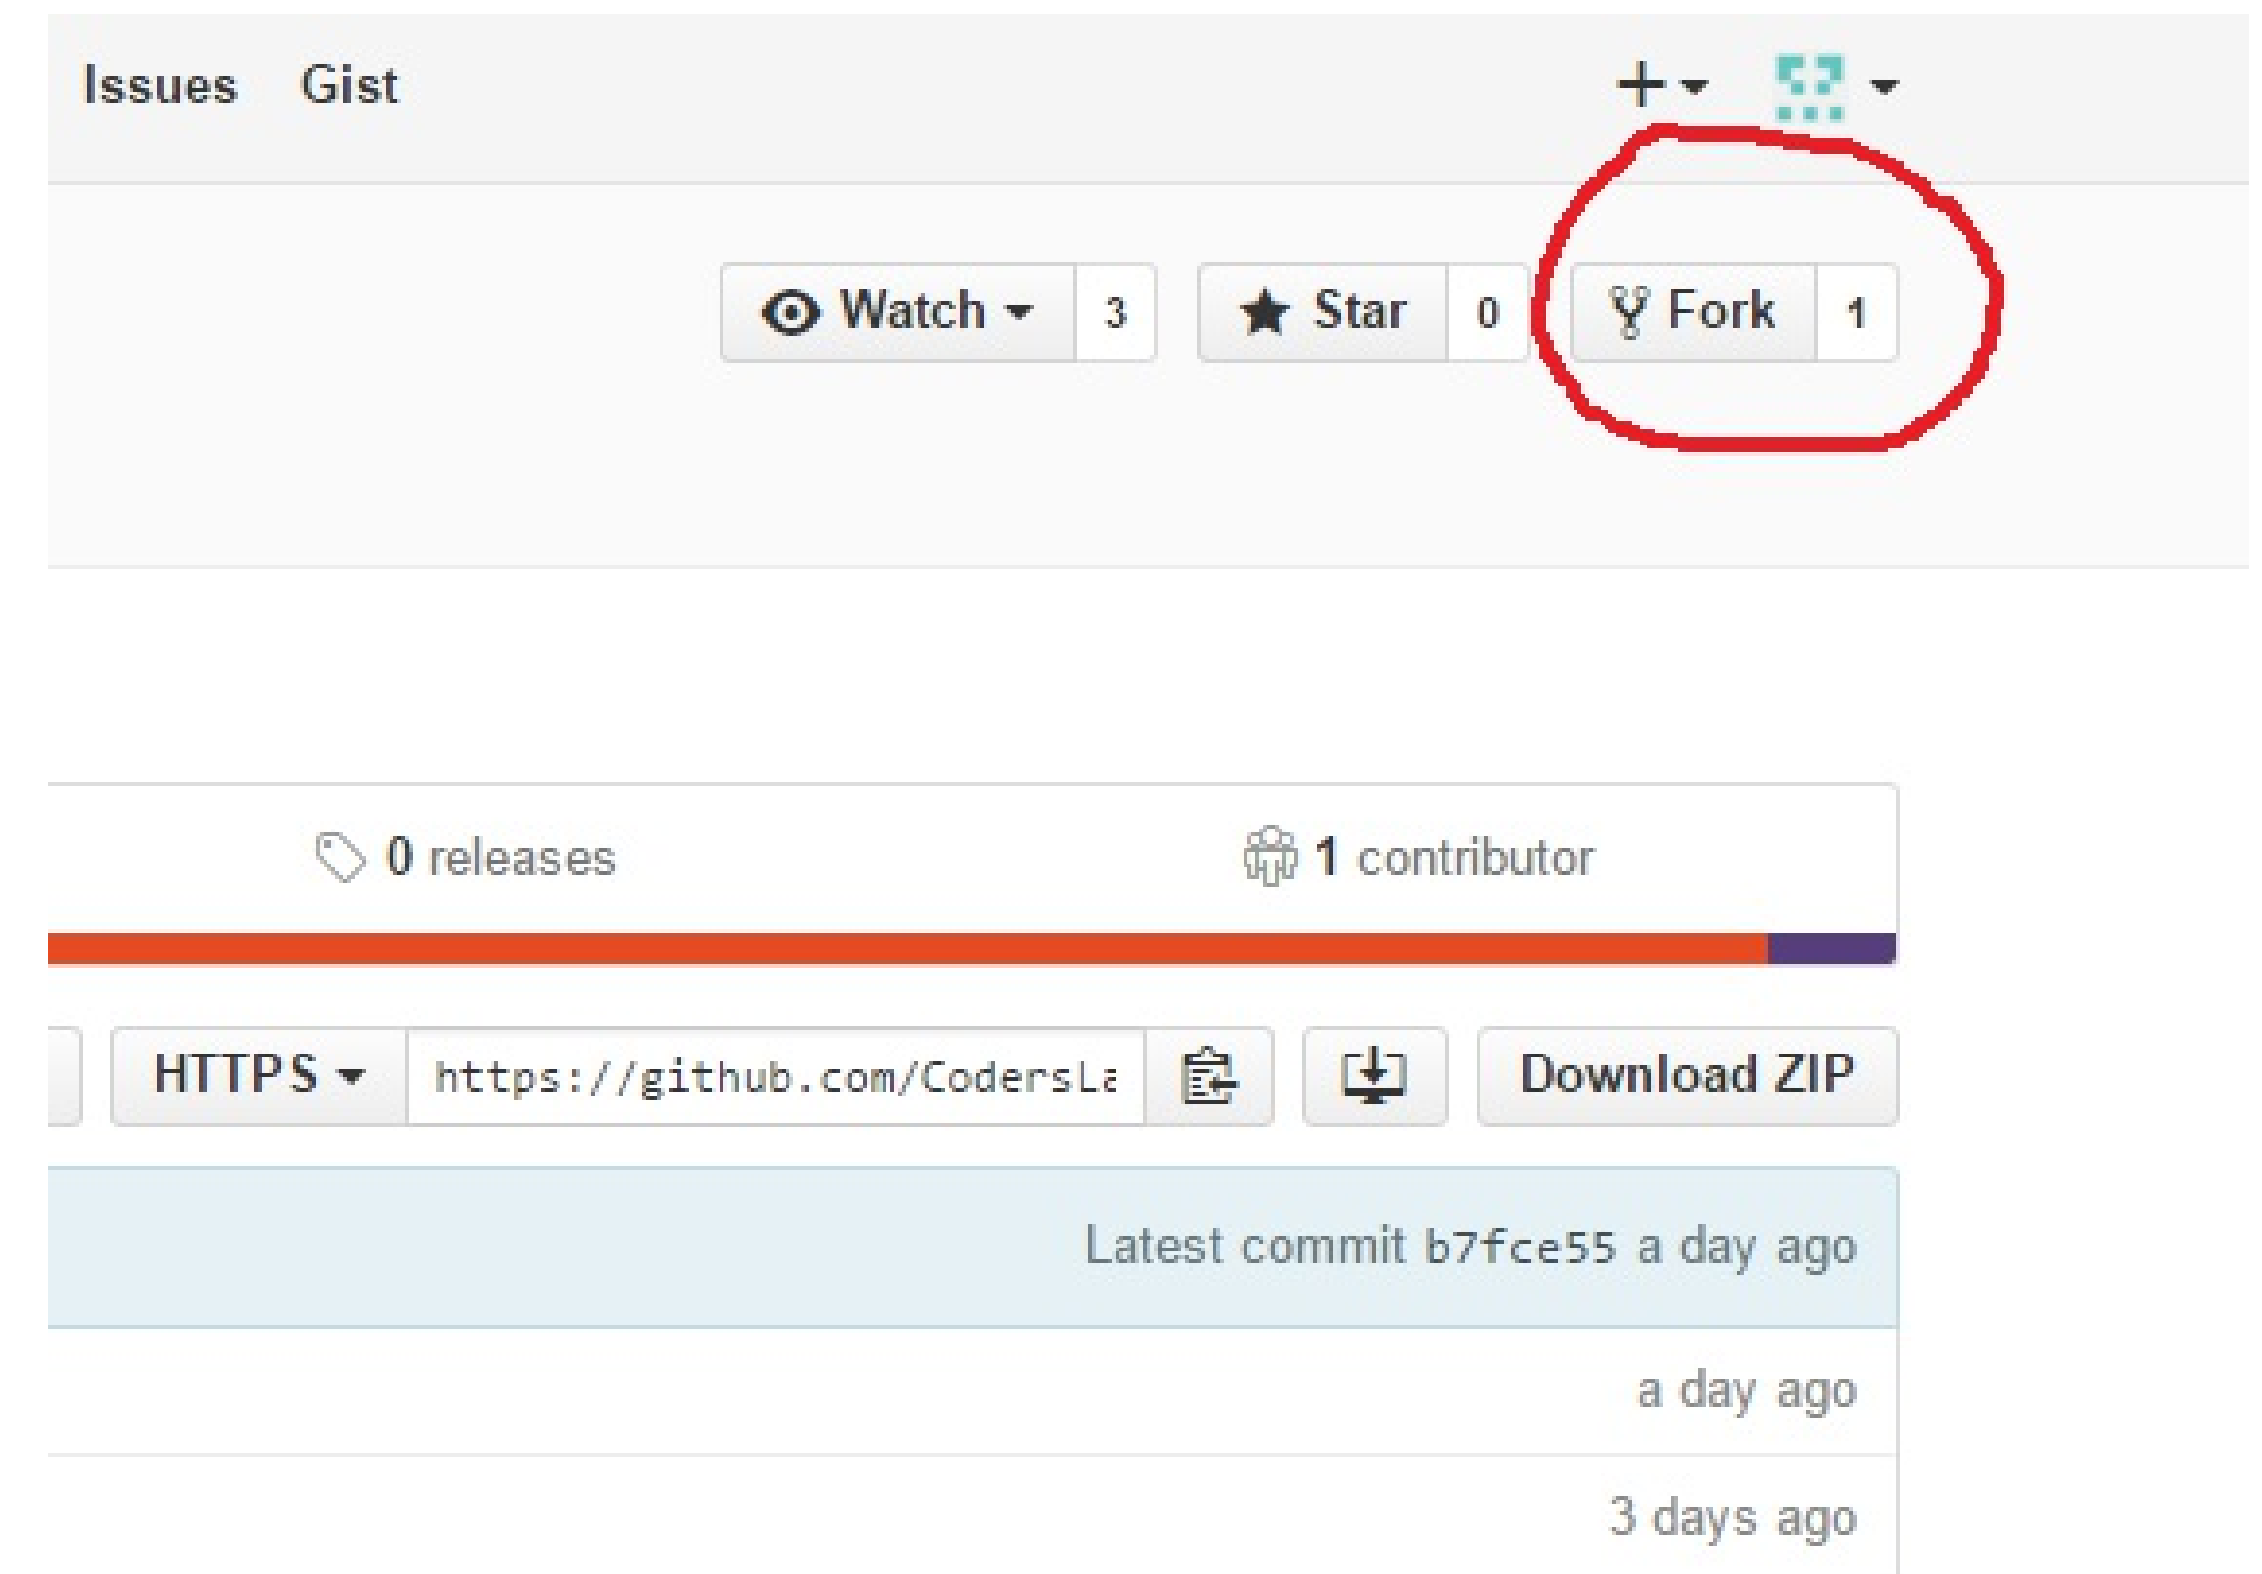 Issues Gist
Watch 3 Star 0 Fork 1
0 releases 1 contributor
HTTPS https://github.com/CodersLa Download ZIP
Latest commit b7fce55 a day ago
a day ago
3 days ago